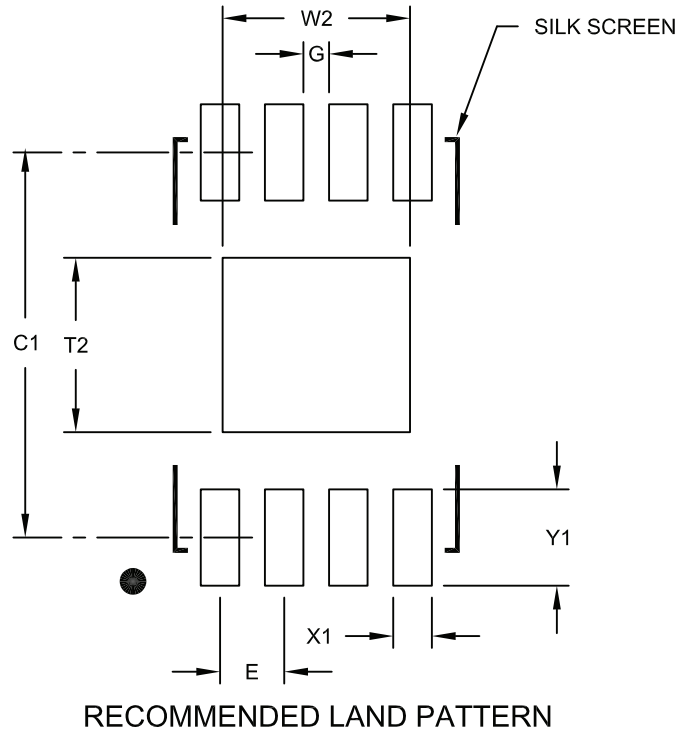 W2
SILK SCREEN
G
C1
T2
Y1
X1
E
RECOMMENDED LAND PATTERN